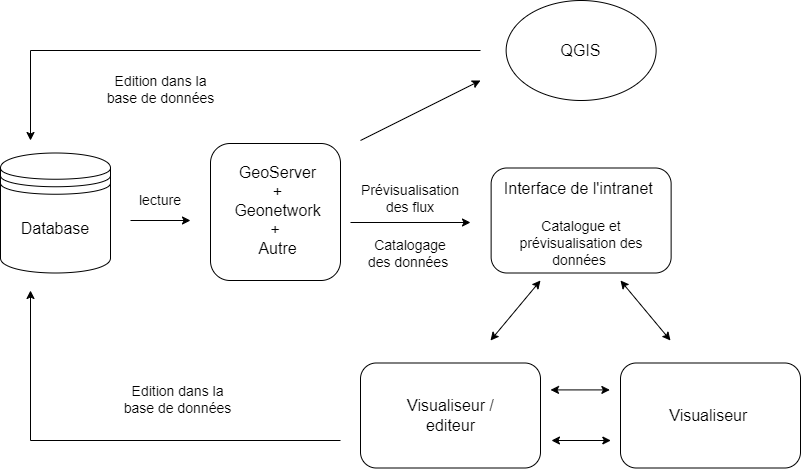 QGIS
Edition dans la
base de données
GeoServer
+
Geonetwork
+
Autre
lecture
Database
Prévisualisation
des flux
Catalogage
des données
Interface de l'intranet
Catalogue et
prévisualisation des
données
Edition dans la
base de données
Visualiseur /
editeur
Visualiseur